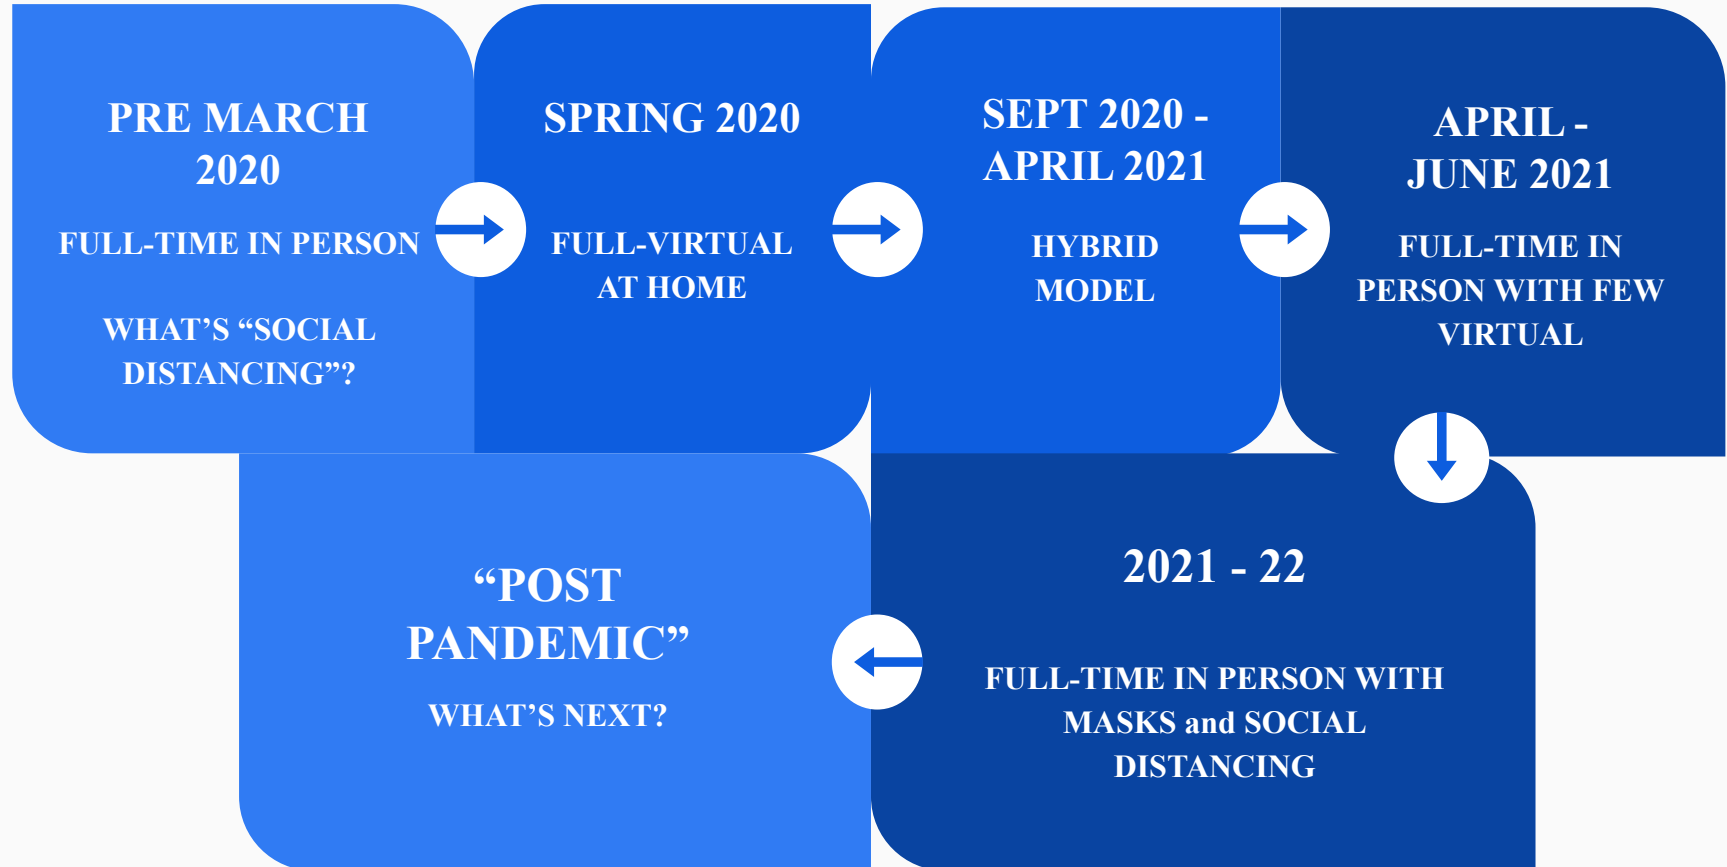 PRE MARCH
2020
FULL-TIME IN PERSON
WHAT’S “SOCIAL
DISTANCING”?
SPRING 2020
FULL-VIRTUAL
AT HOME
SEPT 2020 -
APRIL 2021
HYBRID
MODEL
APRIL -
JUNE 2021
FULL-TIME IN
PERSON WITH FEW
VIRTUAL
2021 - 22
FULL-TIME IN PERSON WITH
MASKS and SOCIAL
DISTANCING
“POST
PANDEMIC”
WHAT’S NEXT?